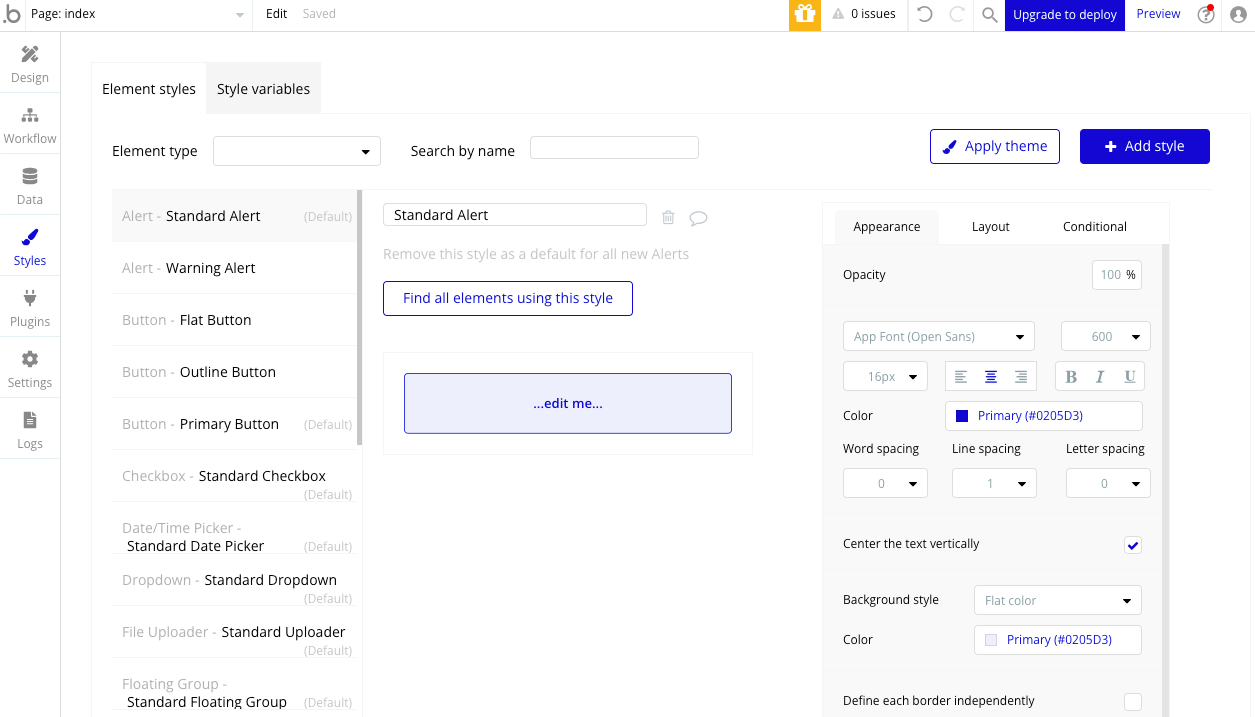 .b Page: index Edit Saved 0 issues Upgrade to deploy Preview ?
Design
Workflow
Data
Styles
Plugins
Settings
Logs
Element styles Style variables
Element type Search by name Apply theme + Add style
Alert - Standard Alert (Default)
Alert - Warning Alert
Button - Flat Button
Button - Outline Button
Button - Primary Button (Default)
Checkbox - Standard Checkbox
(Default)
Date/Time Picker -
Standard Date Picker (Default)
Dropdown - Standard Dropdown
(Default)
File Uploader - Standard Uploader
(Default)
Floating Group -
Standard Floating Group (Default)
Standard Alert
Remove this style as a default for all new Alerts
Find all elements using this style
...edit me...
Appearance Layout Conditional
Opacity 100 %
App Font (Open Sans) 600
16px B I U
Color Primary (#0205D3)
Word spacing Line spacing Letter spacing
0 1 0
Center the text vertically
Background style Flat color
Color Primary (#0205D3)
Define each border independently